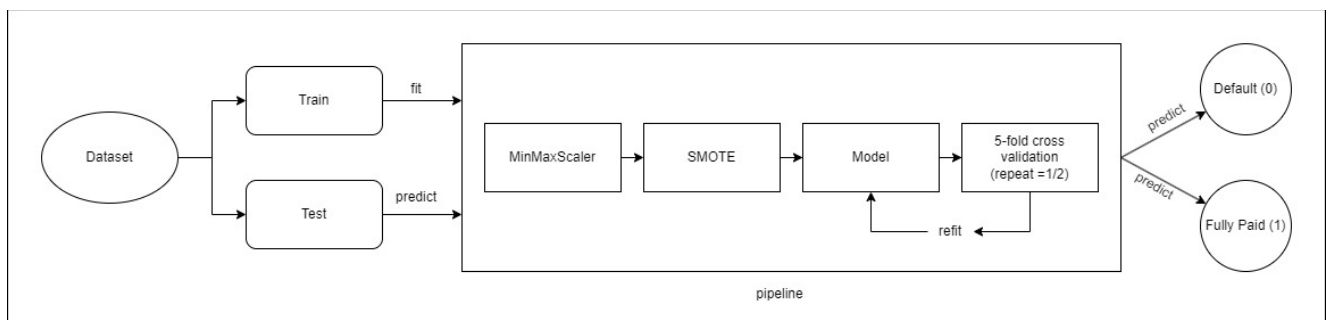 Dataset
Train
Test
fit
predict
MinMaxScaler
SMOTE
Model
5-fold cross
validation
(repeat =1/2)
refit
pipeline
predict
predict
Default (0)
Fully Paid (1)